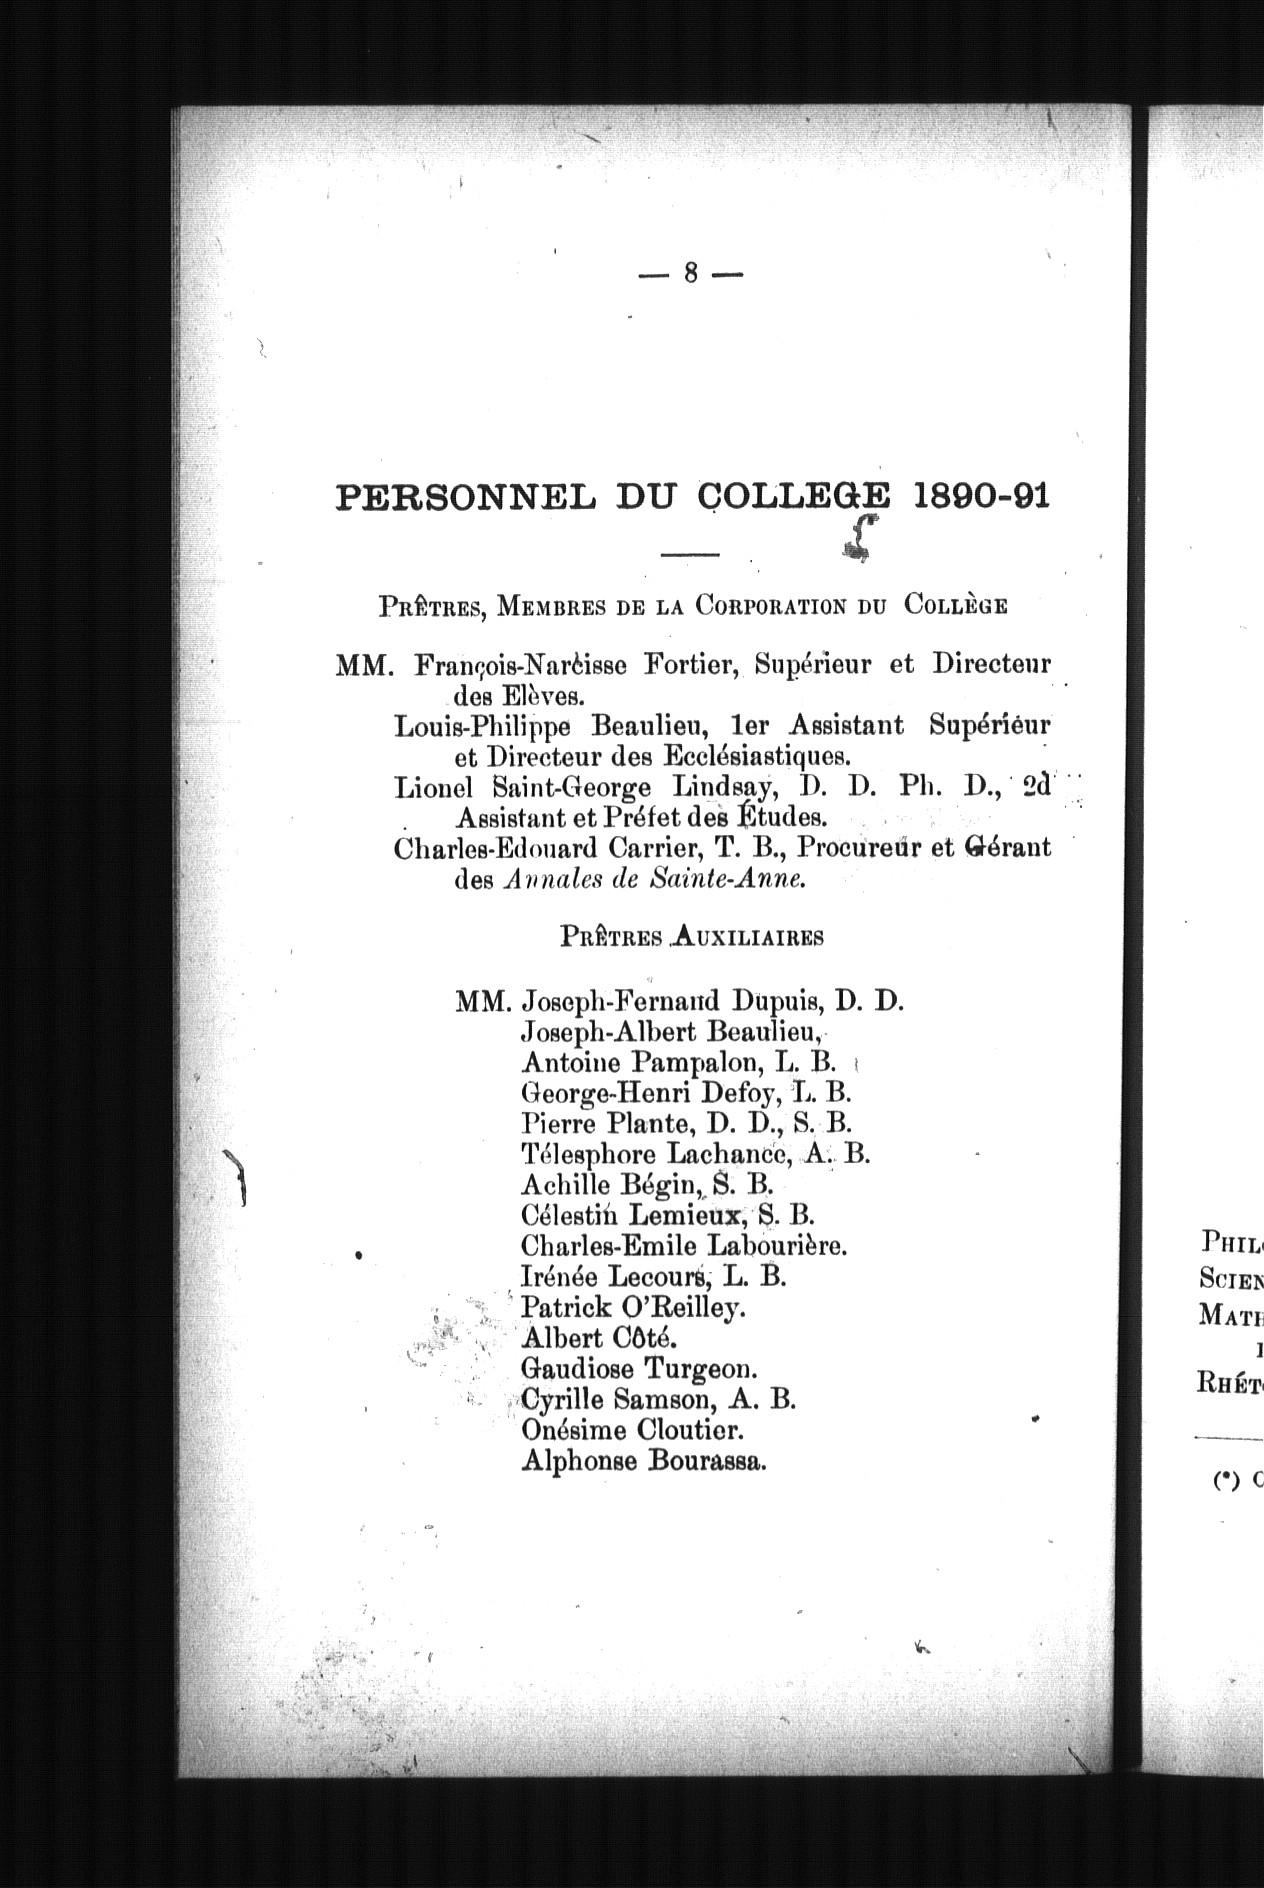 — 8 —
PERSONNEL DU COLLEGE 1890-91
PRÊTRES, MEMBRES DE LA CORPORATION DU COLLÈGE
MM. François-Narcisse Fortier, Supérieur et Directeur
des Elèves.
Louis-Philippe Beaulieu, 1er Assistant Supérieur
et Directeur des Ecclésiastiques.
Lionel Saint-George Lindsay, D. D. Ph. D., 2d
Assistant et Préfet des Études.
Charles-Edouard Carrier, T. B., Procureur et Gérant
des Annales de Sainte-Anne.
PRÊTRES AUXILIAIRES
MM. Joseph-Fernand Dupuis, D. D.
Joseph-Albert Beaulieu,
Antoine Pampalon, L. B.
George-Henri Defoy, L. B.
Pierre Plante, D. D., S. B.
Télesphore Lachance, A. B.
Achille Bégin, S. B.
Célestin Lemieux, S. B.
Charles-Emile Labourière.
Irénée Lecours, L. B.
Patrick O'Reilley.
Albert Côté.
Gaudiose Turgeon.
Cyrille Samson, A. B.
Onésime Cloutier.
Alphonse Bourassa.